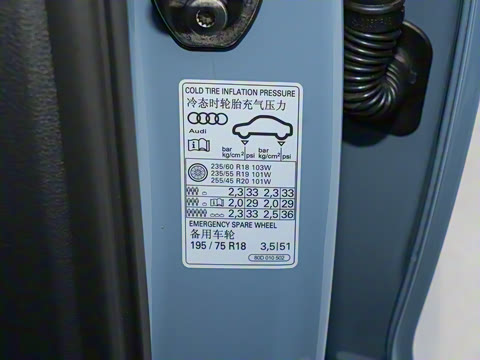 COLD TIRE INFLATION PRESSURE
冷态时轮胎充气压力
Audi
bar psi bar psi
kg/cm² kg/cm²
235/60 R18 103W
235/55 R19 101W
255/45 R20 101W
2,3 33 2,3 33
2,0 29 2,0 29
2,3 33 2,5 36
EMERGENCY SPARE WHEEL
备用车轮
195 / 75 R18 3,5 51
80D 010 502